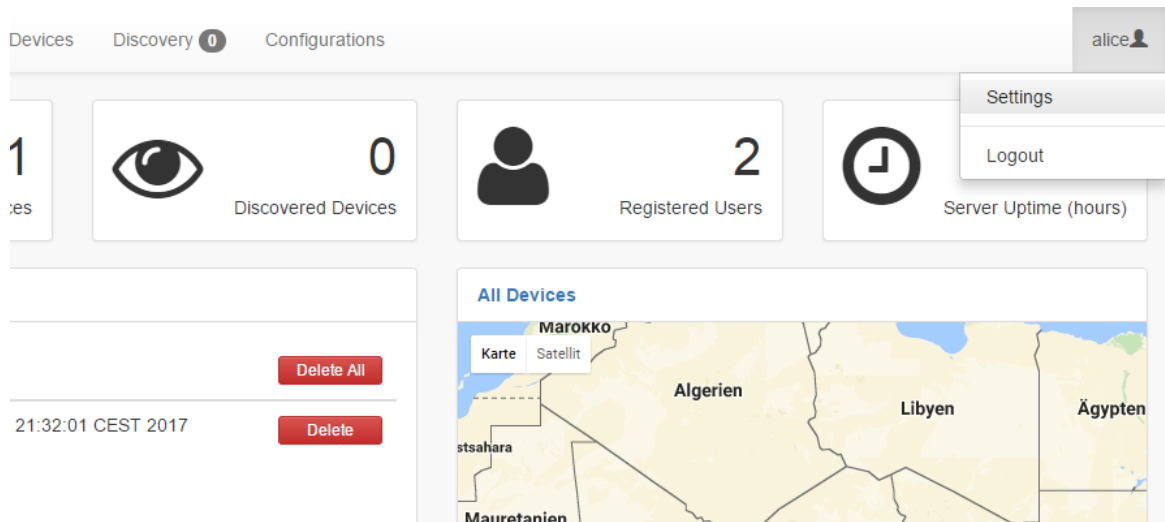 Devices Discovery 0 Configurations alice
Settings
Logout
1
0
Discovered Devices
2
Registered Users
Server Uptime (hours)
All Devices
Delete All
21:32:01 CEST 2017 Delete
Karte Satellit
Marokko
Algerien
Libyen
Ägypten
Mauretanien